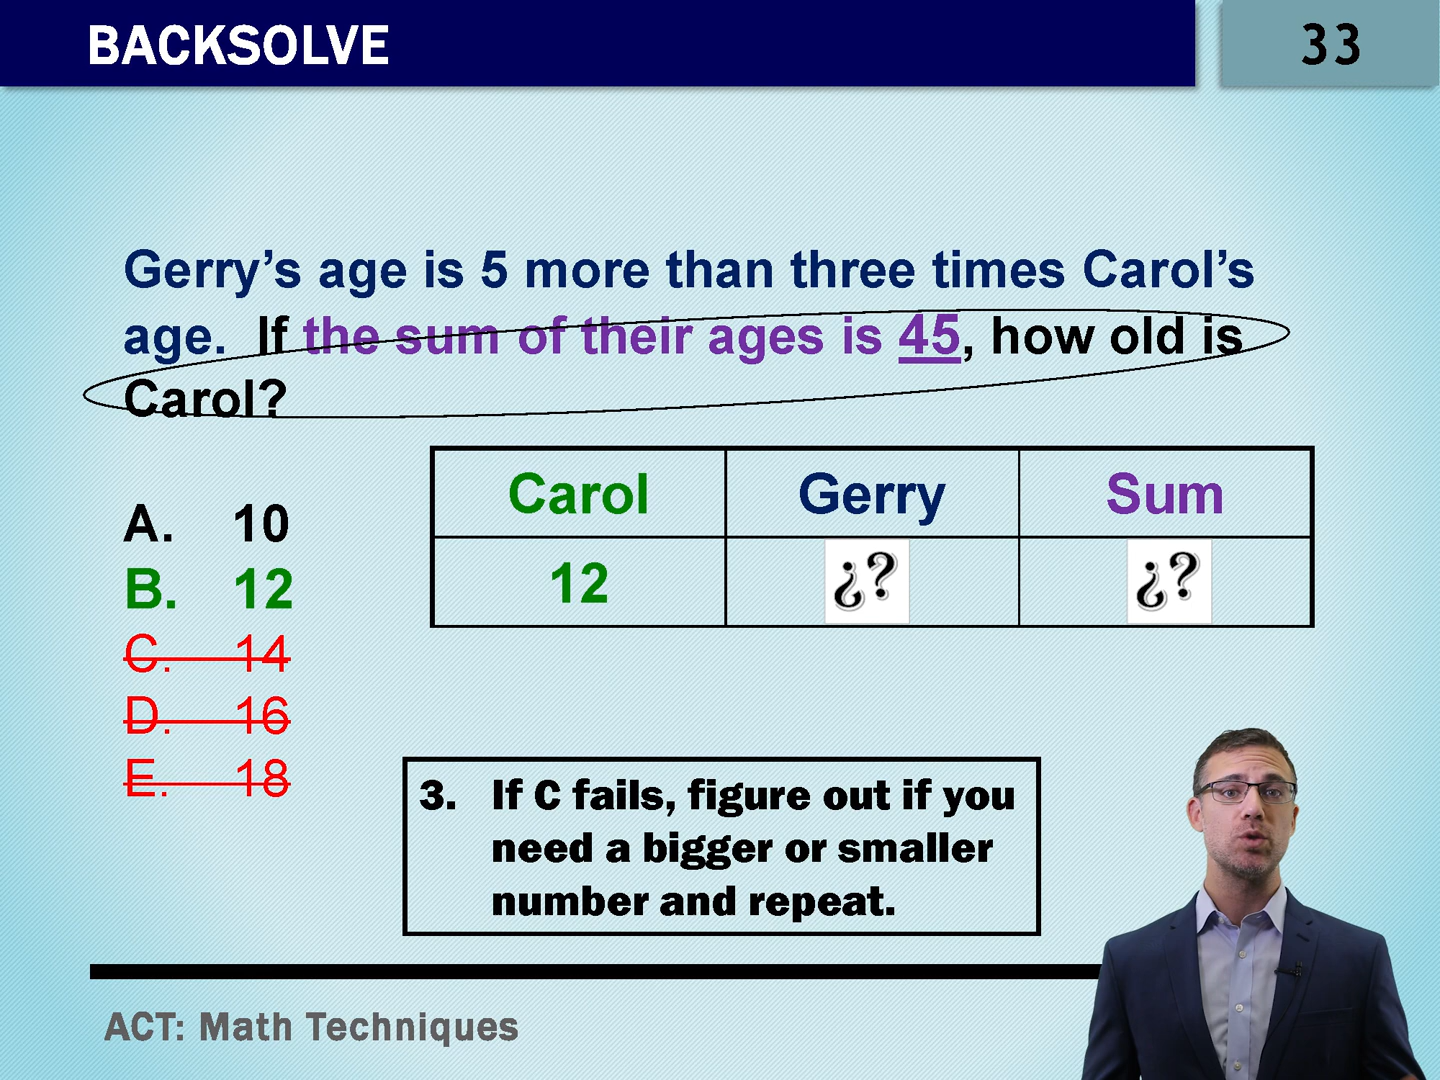 BACKSOLVE
33
Gerry’s age is 5 more than three times Carol’s
age. If the sum of their ages is 45, how old is
Carol?
A. 10
B. 12
C. 14
D. 16
E. 18
Carol Gerry Sum
12 ¿? ¿?
3. If C fails, figure out if you
need a bigger or smaller
number and repeat.
ACT: Math Techniques